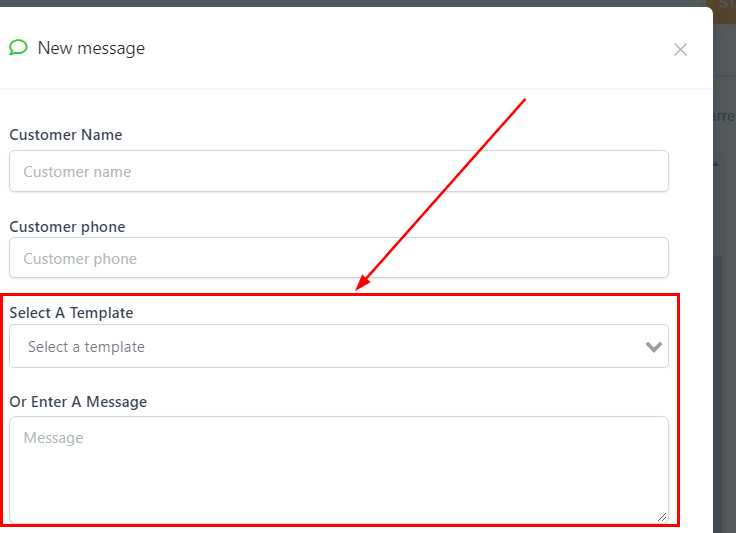 New message
Customer Name
Customer name
Customer phone
Customer phone
Select A Template
Select a template
Or Enter A Message
Message